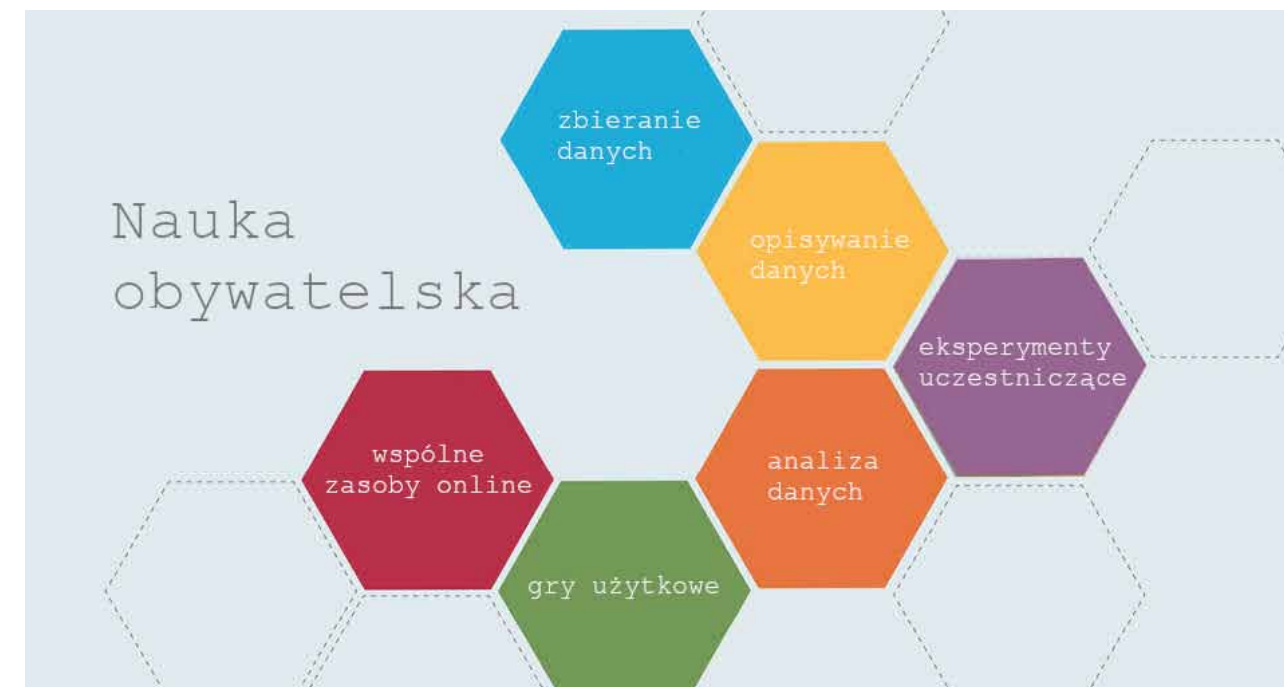 Nauka
obywatelska
zbieranie
danych
opisywanie
danych
eksperymenty
uczestniczące
analiza
danych
wspólne
zasoby online
gry użytkowe